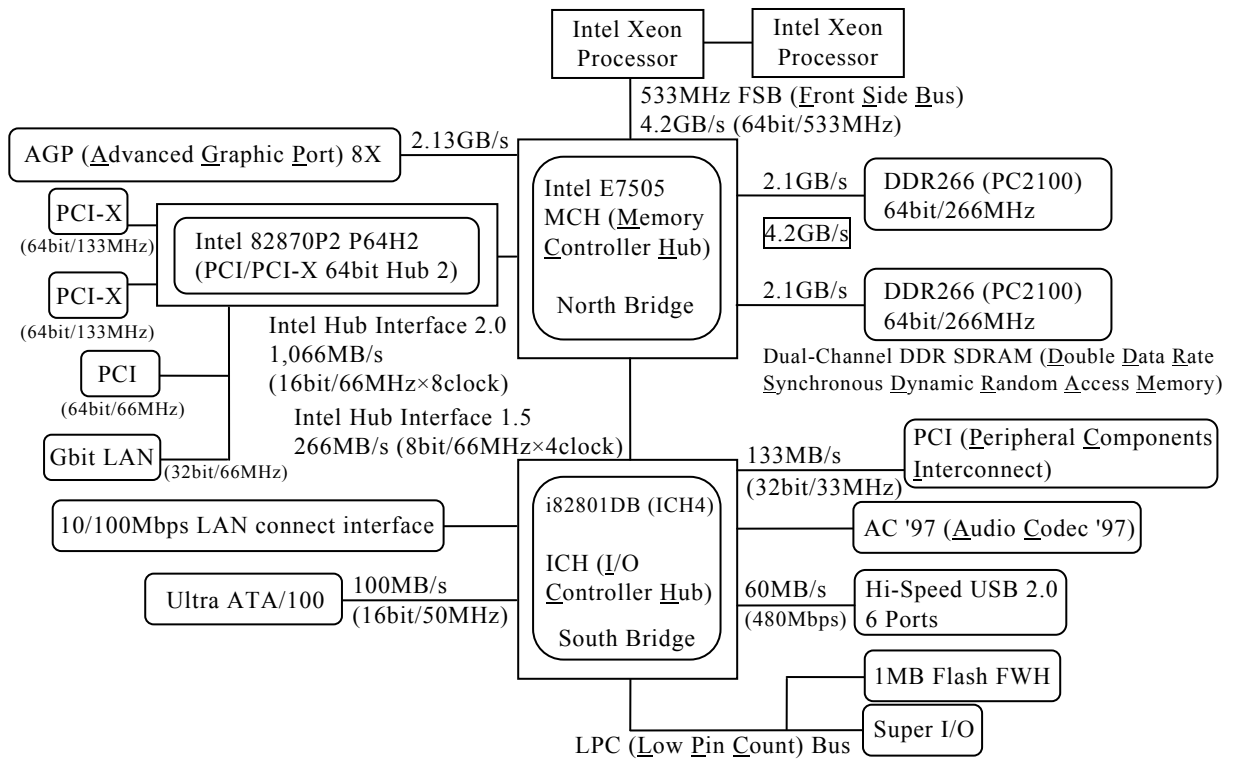 Intel Xeon
Processor
Intel Xeon
Processor
533MHz FSB (Front Side Bus)
4.2GB/s (64bit/533MHz)
AGP (Advanced Graphic Port) 8X
2.13GB/s
Intel E7505
MCH (Memory
Controller Hub)
North Bridge
2.1GB/s
DDR266 (PC2100)
64bit/266MHz
4.2GB/s
2.1GB/s
DDR266 (PC2100)
64bit/266MHz
Dual-Channel DDR SDRAM (Double Data Rate
Synchronous Dynamic Random Access Memory)
PCI-X
(64bit/133MHz)
Intel 82870P2 P64H2
(PCI/PCI-X 64bit Hub 2)
PCI-X
(64bit/133MHz)
Intel Hub Interface 2.0
1,066MB/s
(16bit/66MHz×8clock)
PCI
(64bit/66MHz)
Gbit LAN
(32bit/66MHz)
Intel Hub Interface 1.5
266MB/s (8bit/66MHz×4clock)
133MB/s
(32bit/33MHz)
PCI (Peripheral Components
Interconnect)
i82801DB (ICH4)
ICH (I/O
Controller Hub)
South Bridge
10/100Mbps LAN connect interface
AC '97 (Audio Codec '97)
Ultra ATA/100
100MB/s
(16bit/50MHz)
60MB/s
(480Mbps)
Hi-Speed USB 2.0
6 Ports
1MB Flash FWH
Super I/O
LPC (Low Pin Count) Bus